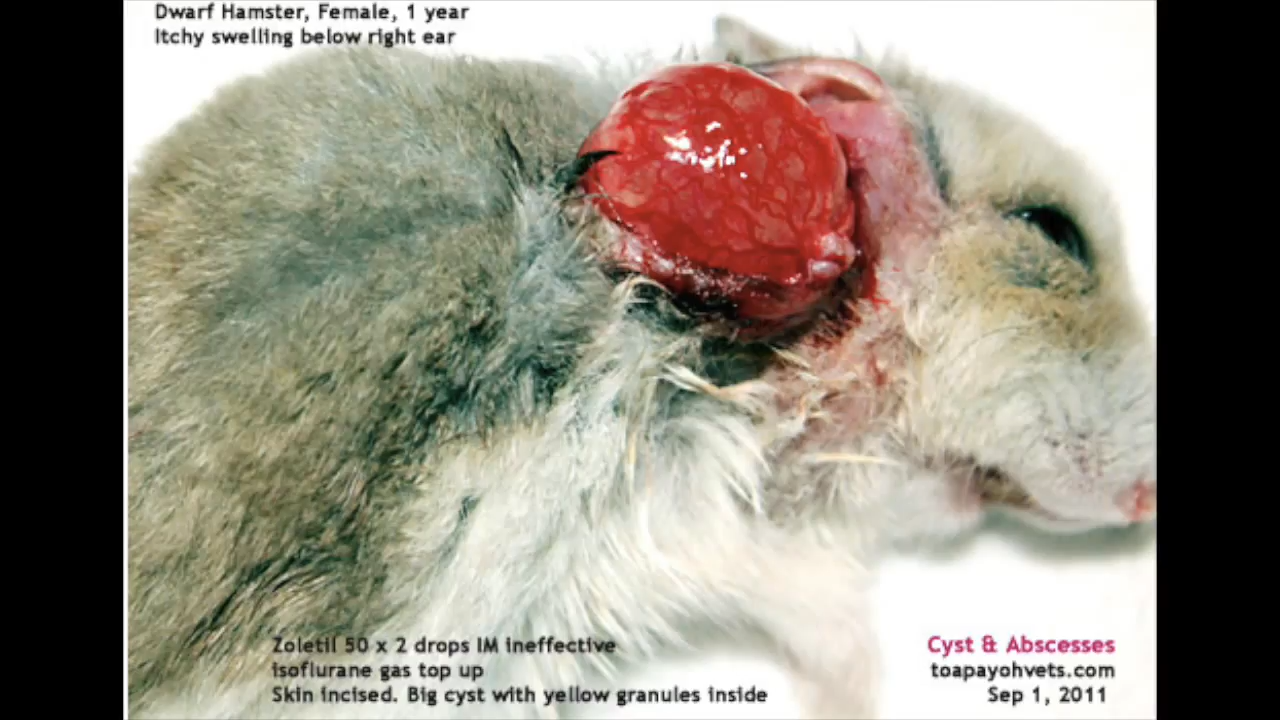 Dwarf Hamster, Female, 1 year
Itchy swelling below right ear
Zoletil 50 x 2 drops IM ineffective
isoflurane gas top up
Skin incised. Big cyst with yellow granules inside
Cyst & Abscesses
toapayohvets.com
Sep 1, 2011